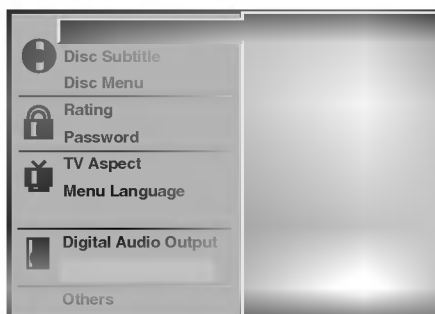 Disc Subtitle
Disc Menu
Rating
Password
TV Aspect
Menu Language
Digital Audio Output
Others